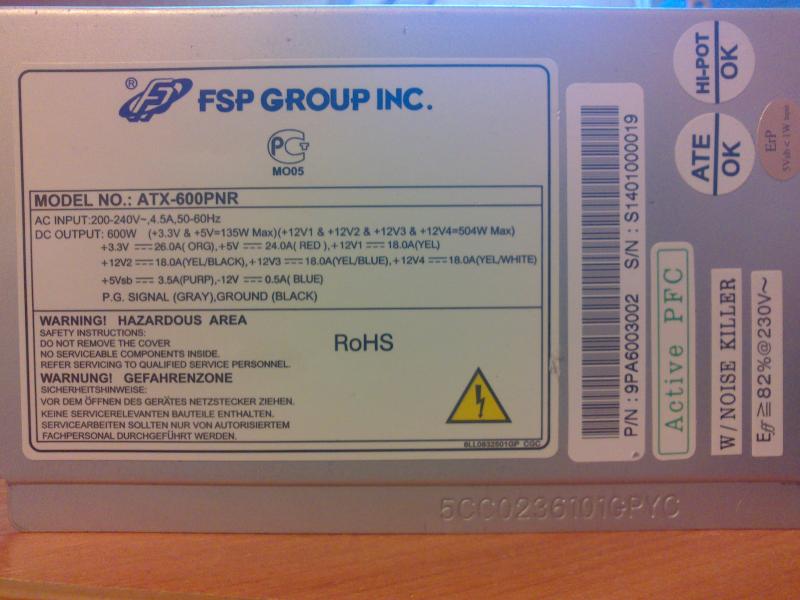 ® FSP GROUP INC.
PCT
MO05
MODEL NO.: ATX-600PNR
AC INPUT:200-240V~,4.5A,50-60Hz
DC OUTPUT: 600W (+3.3V & +5V=135W Max)(+12V1 & +12V2 & +12V3 & +12V4=504W Max)
+3.3V ⎓ 26.0A( ORG),+5V ⎓ 24.0A( RED ),+12V1 ⎓ 18.0A(YEL)
+12V2 ⎓ 18.0A(YEL/BLACK),+12V3 ⎓ 18.0A(YEL/BLUE),+12V4 ⎓ 18.0A(YEL/WHITE)
+5Vsb ⎓ 3.5A(PURP),-12V ⎓ 0.5A( BLUE)
P.G. SIGNAL (GRAY),GROUND (BLACK)
WARNING! HAZARDOUS AREA
SAFETY INSTRUCTIONS:
DO NOT REMOVE THE COVER
NO SERVICEABLE COMPONENTS INSIDE.
REFER SERVICING TO QUALIFIED SERVICE PERSONNEL.
WARNUNG! GEFAHRENZONE
SICHERHEITSHINWEISE:
VOR DEM ÖFFNEN DES GERÄTES NETZSTECKER ZIEHEN.
KEINE SERVICERELEVANTEN BAUTEILE ENTHALTEN.
SERVICEARBEITEN SOLLTEN NUR VON AUTORISIERTEM
FACHPERSONAL DURCHGEFÜHRT WERDEN.
RoHS
6LL0832501GP CGC
P/N : 9PA6003002 S/N : S1401000019
HI-POT
OK
ATE
OK
ErP
5Vsb < 1W
Active PFC
W/ NOISE KILLER
Eff ≧ 82%@230V~
5CC0236101GPYC